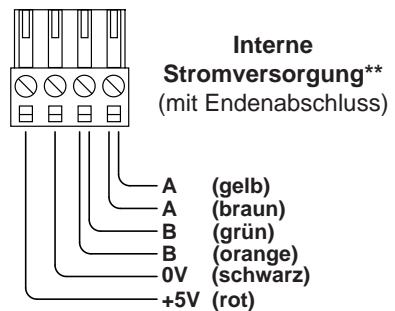 Interne
Stromversorgung**
(mit Endenabschluss)
A (gelb)
A (braun)
B (grün)
B (orange)
0V (schwarz)
+5V (rot)